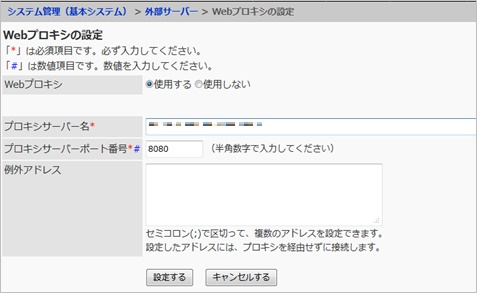 システム管理（基本システム） > 外部サーバー > Webプロキシの設定
Webプロキシの設定
「*」は必須項目です。必ず入力してください。
「#」は数値項目です。数値を入力してください。
Webプロキシ 使用する 使用しない
プロキシサーバー名*
プロキシサーバーポート番号*# 8080 （半角数字で入力してください）
例外アドレス
セミコロン(;)で区切って、複数のアドレスを設定できます。
設定したアドレスには、プロキシを経由せずに接続します。
設定する キャンセルする